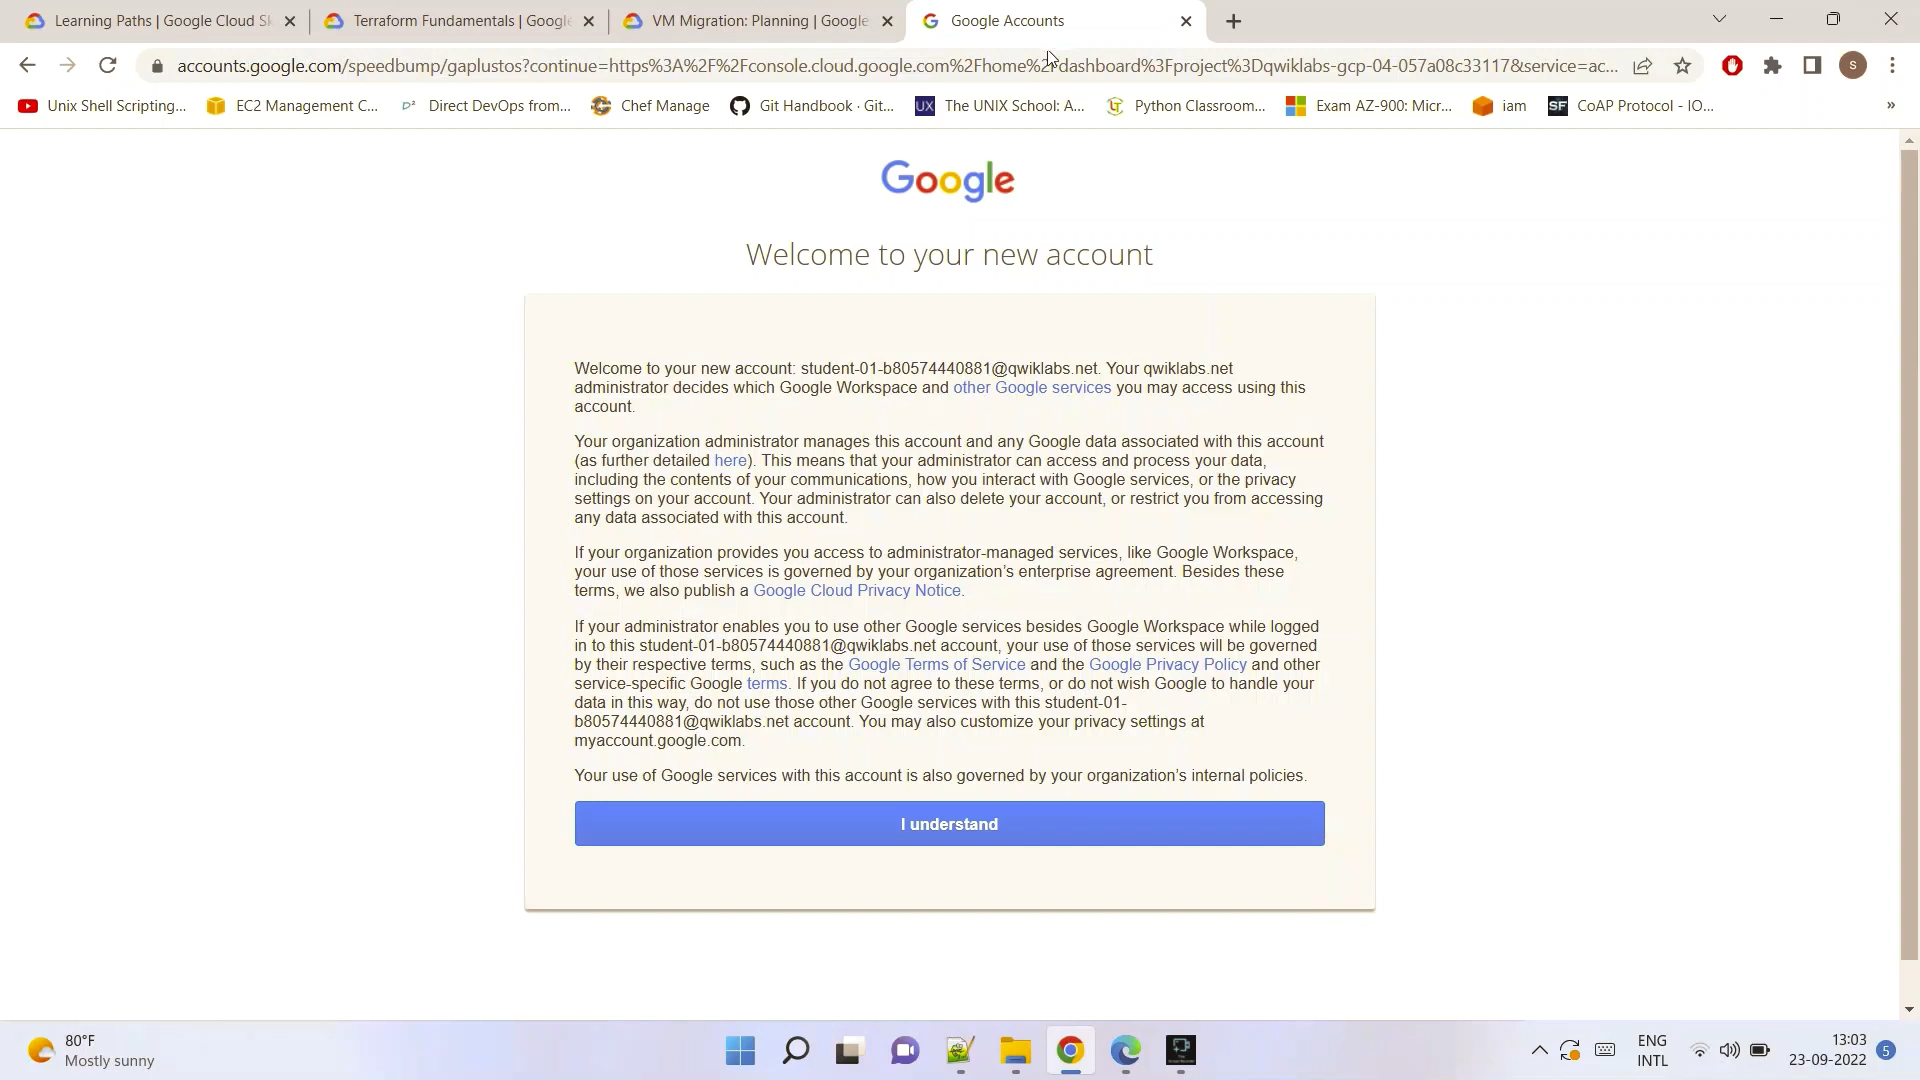 Learning Paths | Google Cloud Sk
Terraform Fundamentals | Google
VM Migration: Planning | Google
Google Accounts
accounts.google.com/speedbump/gaplustos?continue=https%3A%2F%2Fconsole.cloud.google.com%2Fhome%2Fdashboard%3Fproject%3Dqwiklabs-gcp-04-057a08c33117&service=ac...
S
Unix Shell Scripting...
EC2 Management C...
D²
Direct DevOps from...
Chef Manage
Git Handbook · Git...
UX
The UNIX School: A...
Python Classroom...
Exam AZ-900: Micr...
iam
SF
CoAP Protocol - IO...
»
Google
Welcome to your new account
Welcome to your new account: student-01-b80574440881@qwiklabs.net. Your qwiklabs.net
administrator decides which Google Workspace and other Google services you may access using this
account.
Your organization administrator manages this account and any Google data associated with this account
(as further detailed here). This means that your administrator can access and process your data,
including the contents of your communications, how you interact with Google services, or the privacy
settings on your account. Your administrator can also delete your account, or restrict you from accessing
any data associated with this account.
If your organization provides you access to administrator-managed services, like Google Workspace,
your use of those services is governed by your organization's enterprise agreement. Besides these
terms, we also publish a Google Cloud Privacy Notice.
If your administrator enables you to use other Google services besides Google Workspace while logged
in to this student-01-b80574440881@qwiklabs.net account, your use of those services will be governed
by their respective terms, such as the Google Terms of Service and the Google Privacy Policy and other
service-specific Google terms. If you do not agree to these terms, or do not wish Google to handle your
data in this way, do not use those other Google services with this student-01-
b80574440881@qwiklabs.net account. You may also customize your privacy settings at
myaccount.google.com.
Your use of Google services with this account is also governed by your organization's internal policies.
I understand
80°F
Mostly sunny
ENG
INTL
13:03
23-09-2022
5